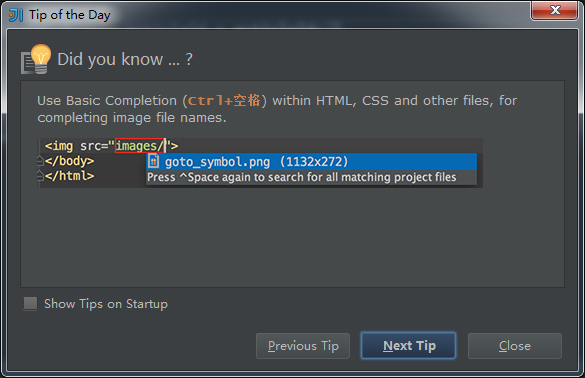 Tip of the Day
Did you know ... ?
Use Basic Completion (Ctrl+空格) within HTML, CSS and other files, for
completing image file names.
<img src="images/">
goto_symbol.png (1132x272)
</body>
Press ^Space again to search for all matching project files
</html>
Show Tips on Startup
Previous Tip
Next Tip
Close